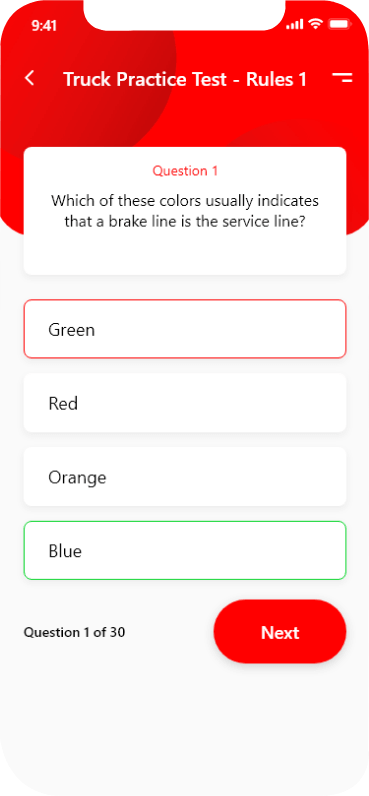 9:41
Truck Practice Test - Rules 1
Question 1
Which of these colors usually indicates
that a brake line is the service line?
Green
Red
Orange
Blue
Question 1 of 30
Next